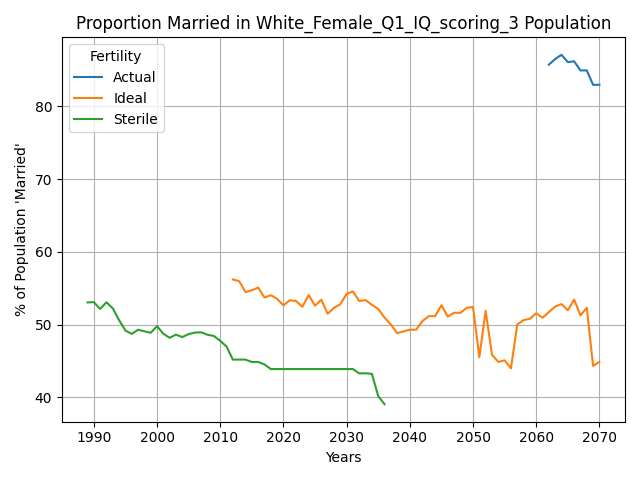 Proportion Married in White_Female_Q1_IQ_scoring_3 Population
Fertility
Actual
Ideal
Sterile
% of Population 'Married'
80
70
60
50
40
1990
2000
2010
2020
2030
2040
2050
2060
2070
Years